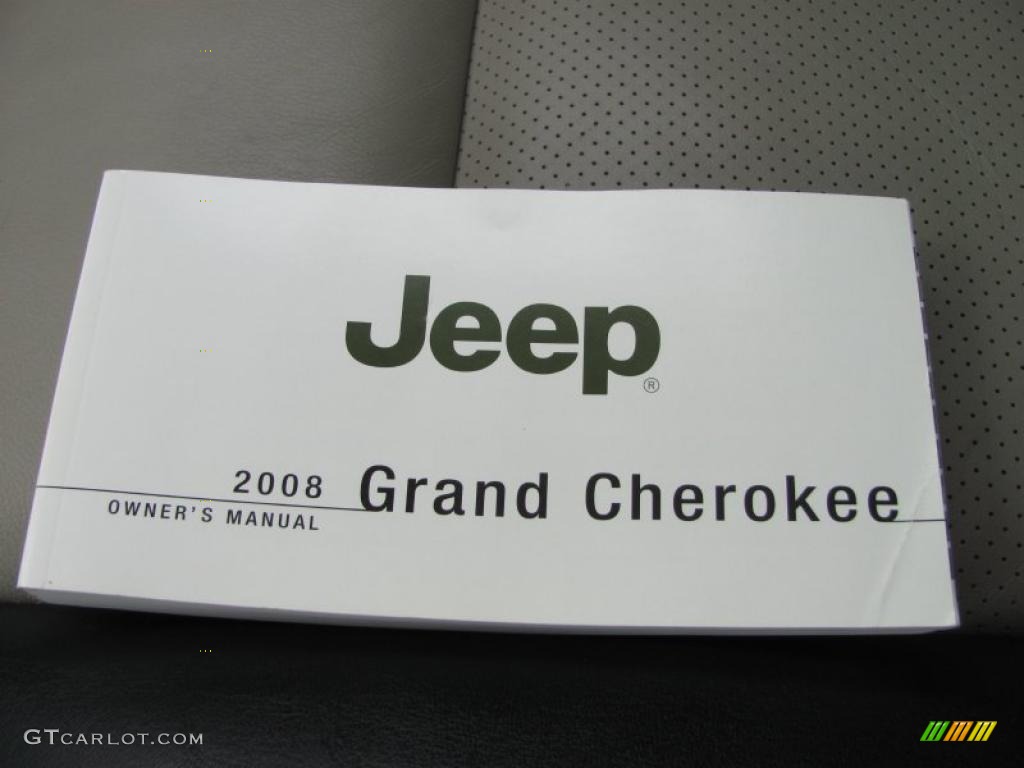 Jeep®
2008 Grand Cherokee
OWNER'S MANUAL
GTCARLOT.COM